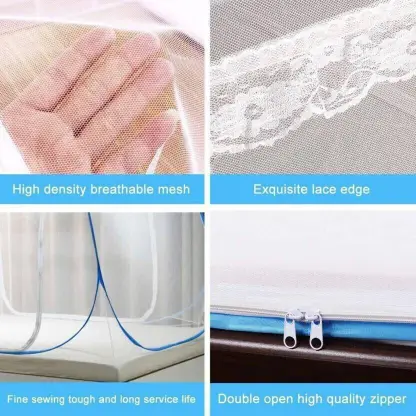 High density breathable mesh
Exquisite lace edge
Fine sewing tough and long service life
Double open high quality zipper